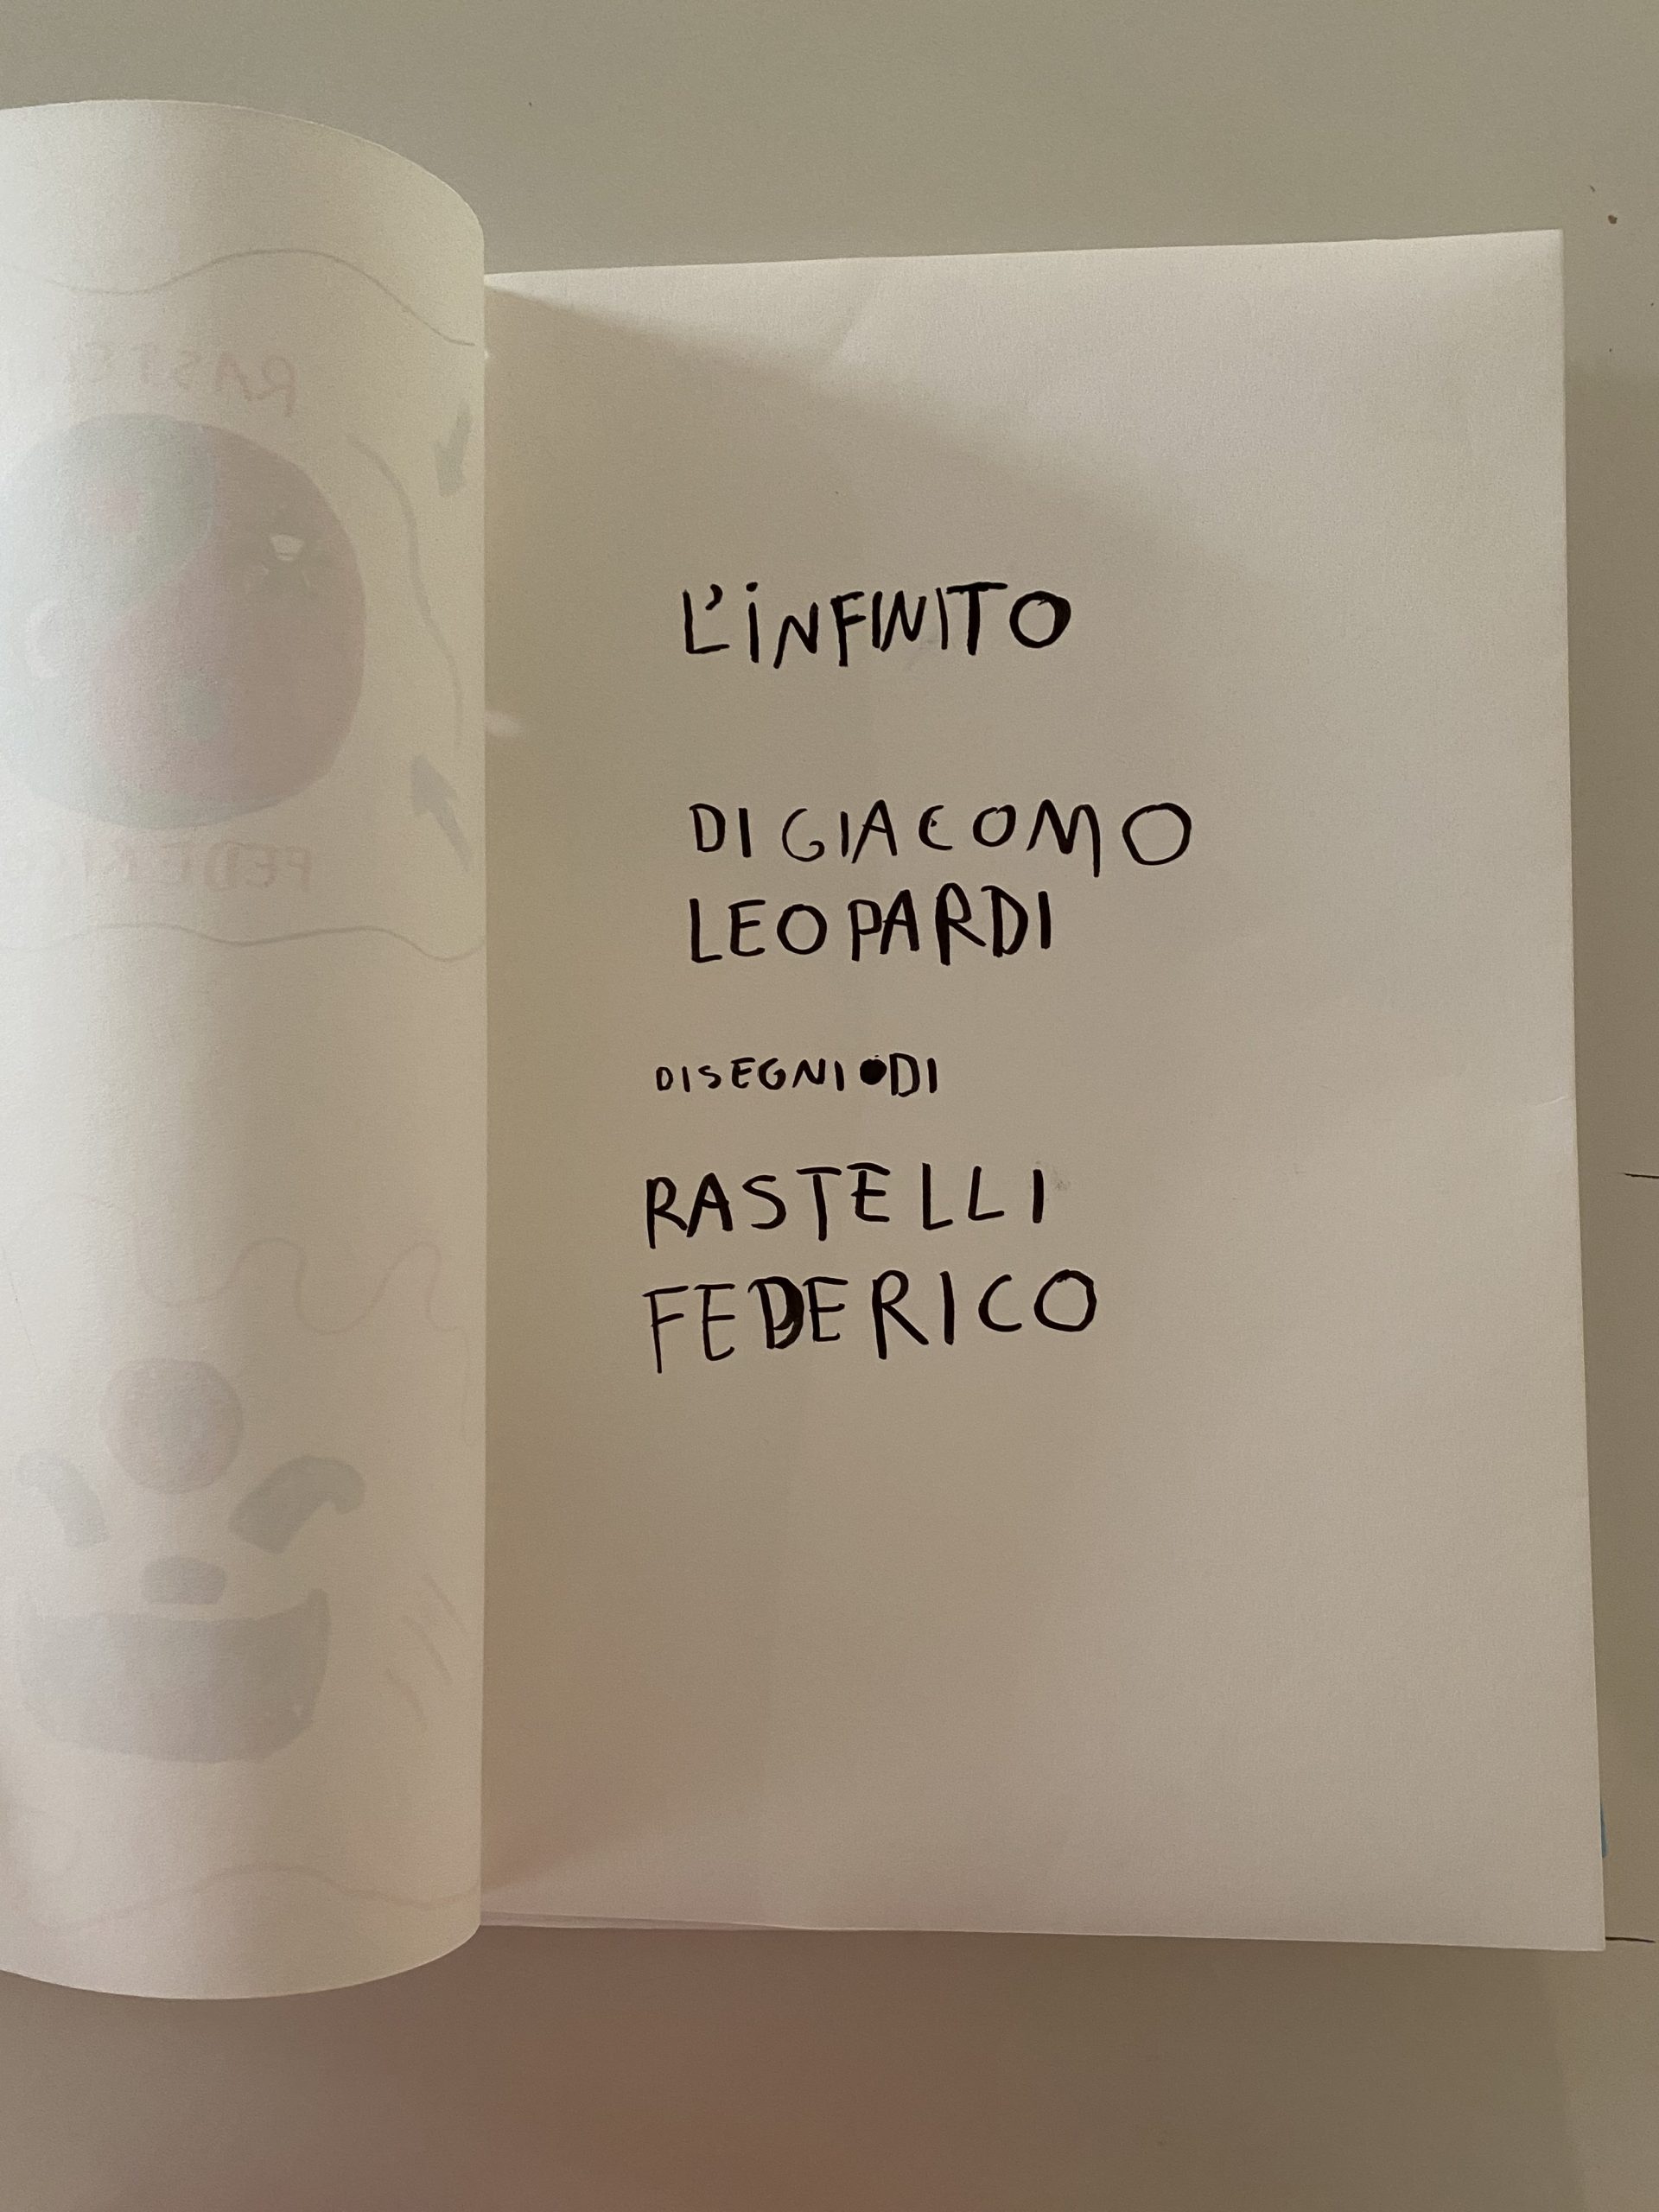 L'INFINITO
DI GIACOMO
LEOPARDI
DISEGNI DI
RASTELLI
FEDERICO